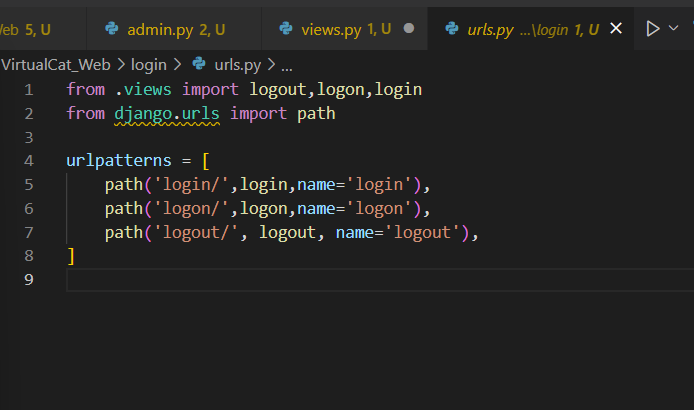 eb 5, U admin.py 2, U views.py 1, U urls.py ...\login 1, U
VirtualCat_Web > login > urls.py > ...
1 from .views import logout,logon,login
2 from django.urls import path
3
4 urlpatterns = [
5 path('login/',login,name='login'),
6 path('logon/',logon,name='logon'),
7 path('logout/', logout, name='logout'),
8 ]
9